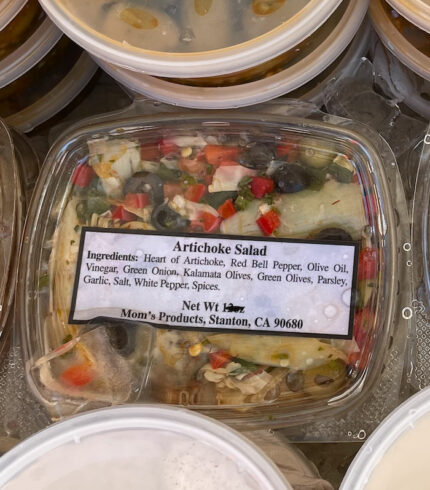 Artichoke Salad
Ingredients: Heart of Artichoke, Red Bell Pepper, Olive Oil,
Vinegar, Green Onion, Kalamata Olives, Green Olives, Parsley,
Garlic, Salt, White Pepper, Spices.
Net Wt 12oz
Mom's Products, Stanton, CA 90680